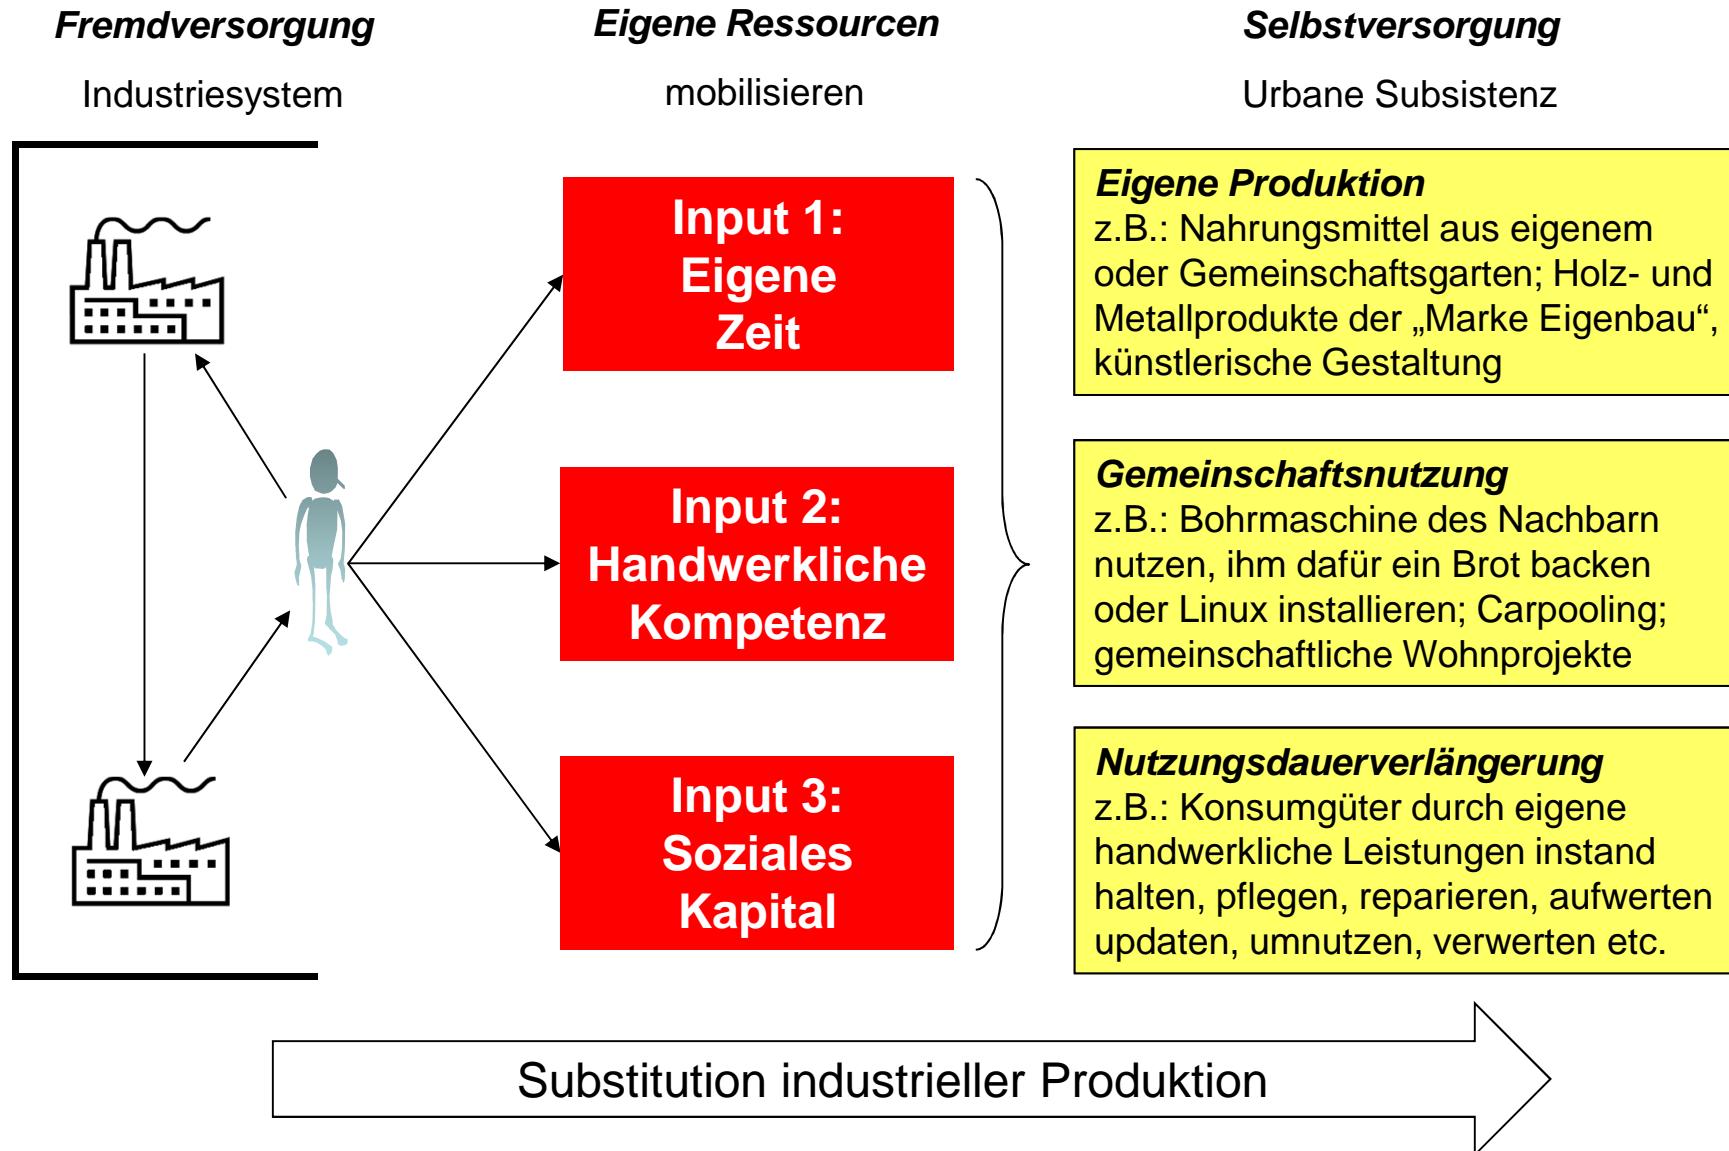 Fremdversorgung
Industriesystem
Eigene Ressourcen
mobilisieren
Selbstversorgung
Urbane Subsistenz
Input 1:
Eigene
Zeit
Input 2:
Handwerkliche
Kompetenz
Input 3:
Soziales
Kapital
Eigene Produktion
z.B.: Nahrungsmittel aus eigenem
oder Gemeinschaftsgarten; Holz- und
Metallprodukte der „Marke Eigenbau“,
künstlerische Gestaltung
Gemeinschaftsnutzung
z.B.: Bohrmaschine des Nachbarn
nutzen, ihm dafür ein Brot backen
oder Linux installieren; Carpooling;
gemeinschaftliche Wohnprojekte
Nutzungsdauerverlängerung
z.B.: Konsumgüter durch eigene
handwerkliche Leistungen instand
halten, pflegen, reparieren, aufwerten
updaten, umnutzen, verwerten etc.
Substitution industrieller Produktion